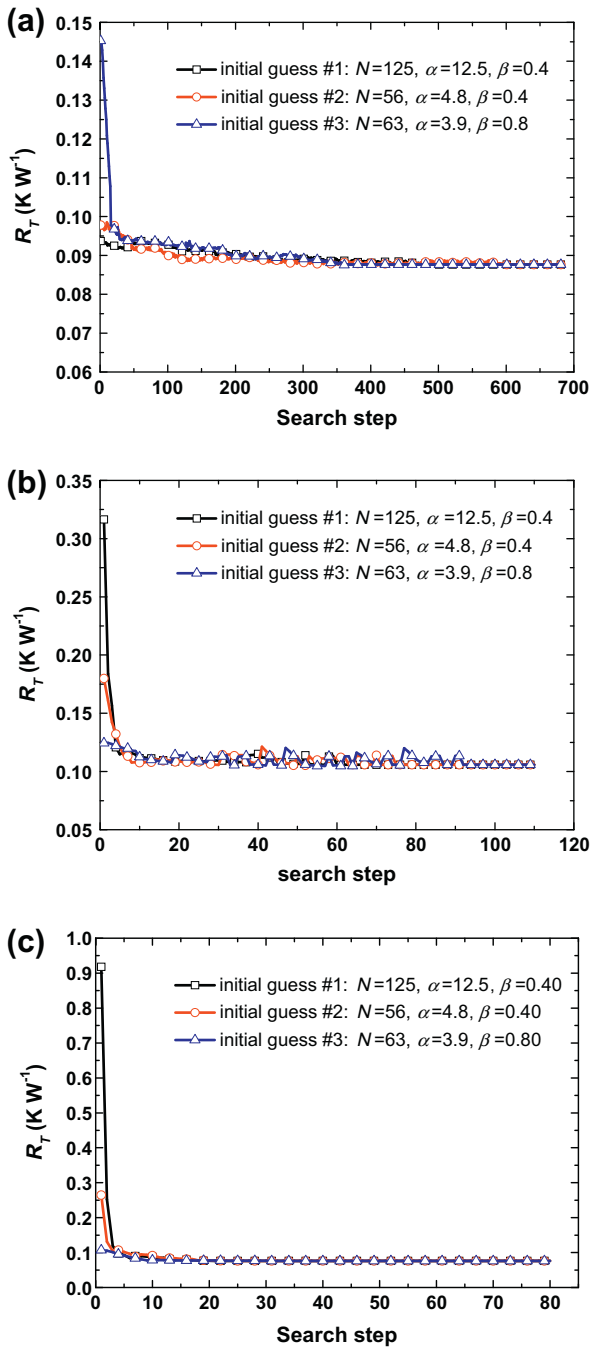 (a)
0.15
0.14
0.13
0.12
0.11
0.10
0.09
0.08
0.07
0.06
R_T (K W⁻¹)
initial guess #1: N=125, α=12.5, β=0.4
initial guess #2: N=56, α=4.8, β=0.4
initial guess #3: N=63, α=3.9, β=0.8
0 100 200 300 400 500 600 700
Search step
(b)
0.35
0.30
0.25
0.20
0.15
0.10
0.05
R_T (K W⁻¹)
initial guess #1: N=125, α=12.5, β=0.4
initial guess #2: N=56, α=4.8, β=0.4
initial guess #3: N=63, α=3.9, β=0.8
0 20 40 60 80 100 120
search step
(c)
1.0
0.9
0.8
0.7
0.6
0.5
0.4
0.3
0.2
0.1
0.0
R_T (K W⁻¹)
initial guess #1: N=125, α=12.5, β=0.40
initial guess #2: N=56, α=4.8, β=0.40
initial guess #3: N=63, α=3.9, β=0.80
0 10 20 30 40 50 60 70 80
Search step